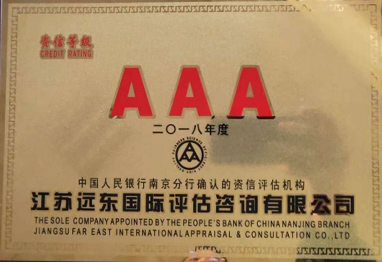 资信等级
CREDIT RATING
AAA
二〇一八年度
中国人民银行南京分行确认的资信评估机构
江苏远东国际评估咨询有限公司
THE SOLE COMPANY APPOINTED BY THE PEOPLE'S BANK OF CHINA NANJING BRANCH
JIANGSU FAR EAST INTERNATIONAL APPRAISAL & CONSULTATION CO.,LTD